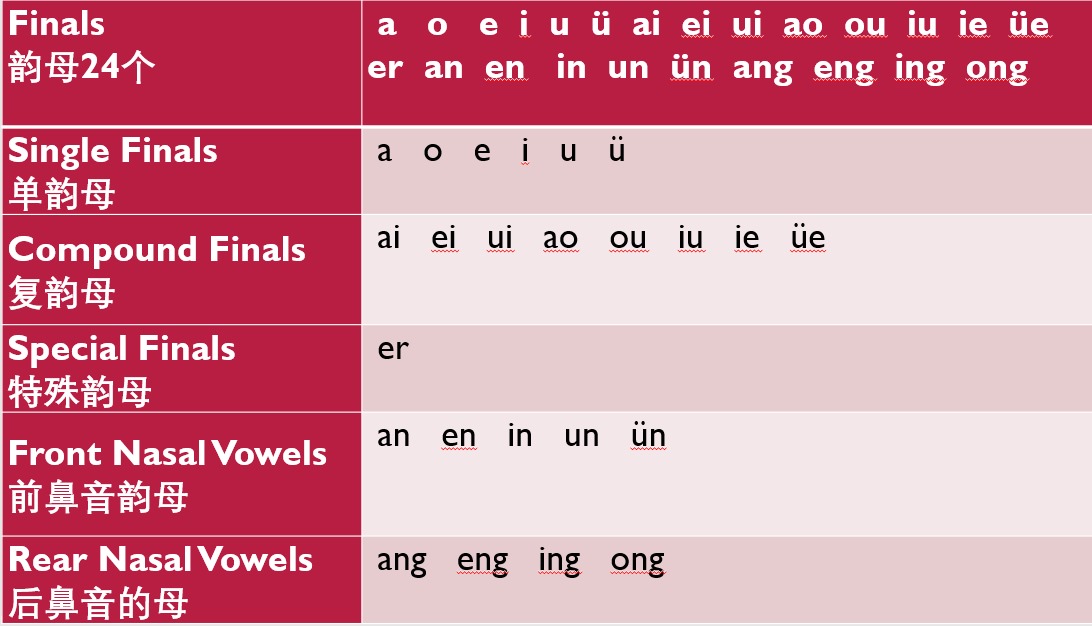 Finals
韵母24个
a o e i u ü ai ei ui ao ou iu ie üe
er an en in un ün ang eng ing ong
Single Finals
单韵母
a o e i u ü
Compound Finals
复韵母
ai ei ui ao ou iu ie üe
Special Finals
特殊韵母
er
Front Nasal Vowels
前鼻音韵母
an en in un ün
Rear Nasal Vowels
后鼻音的母
ang eng ing ong